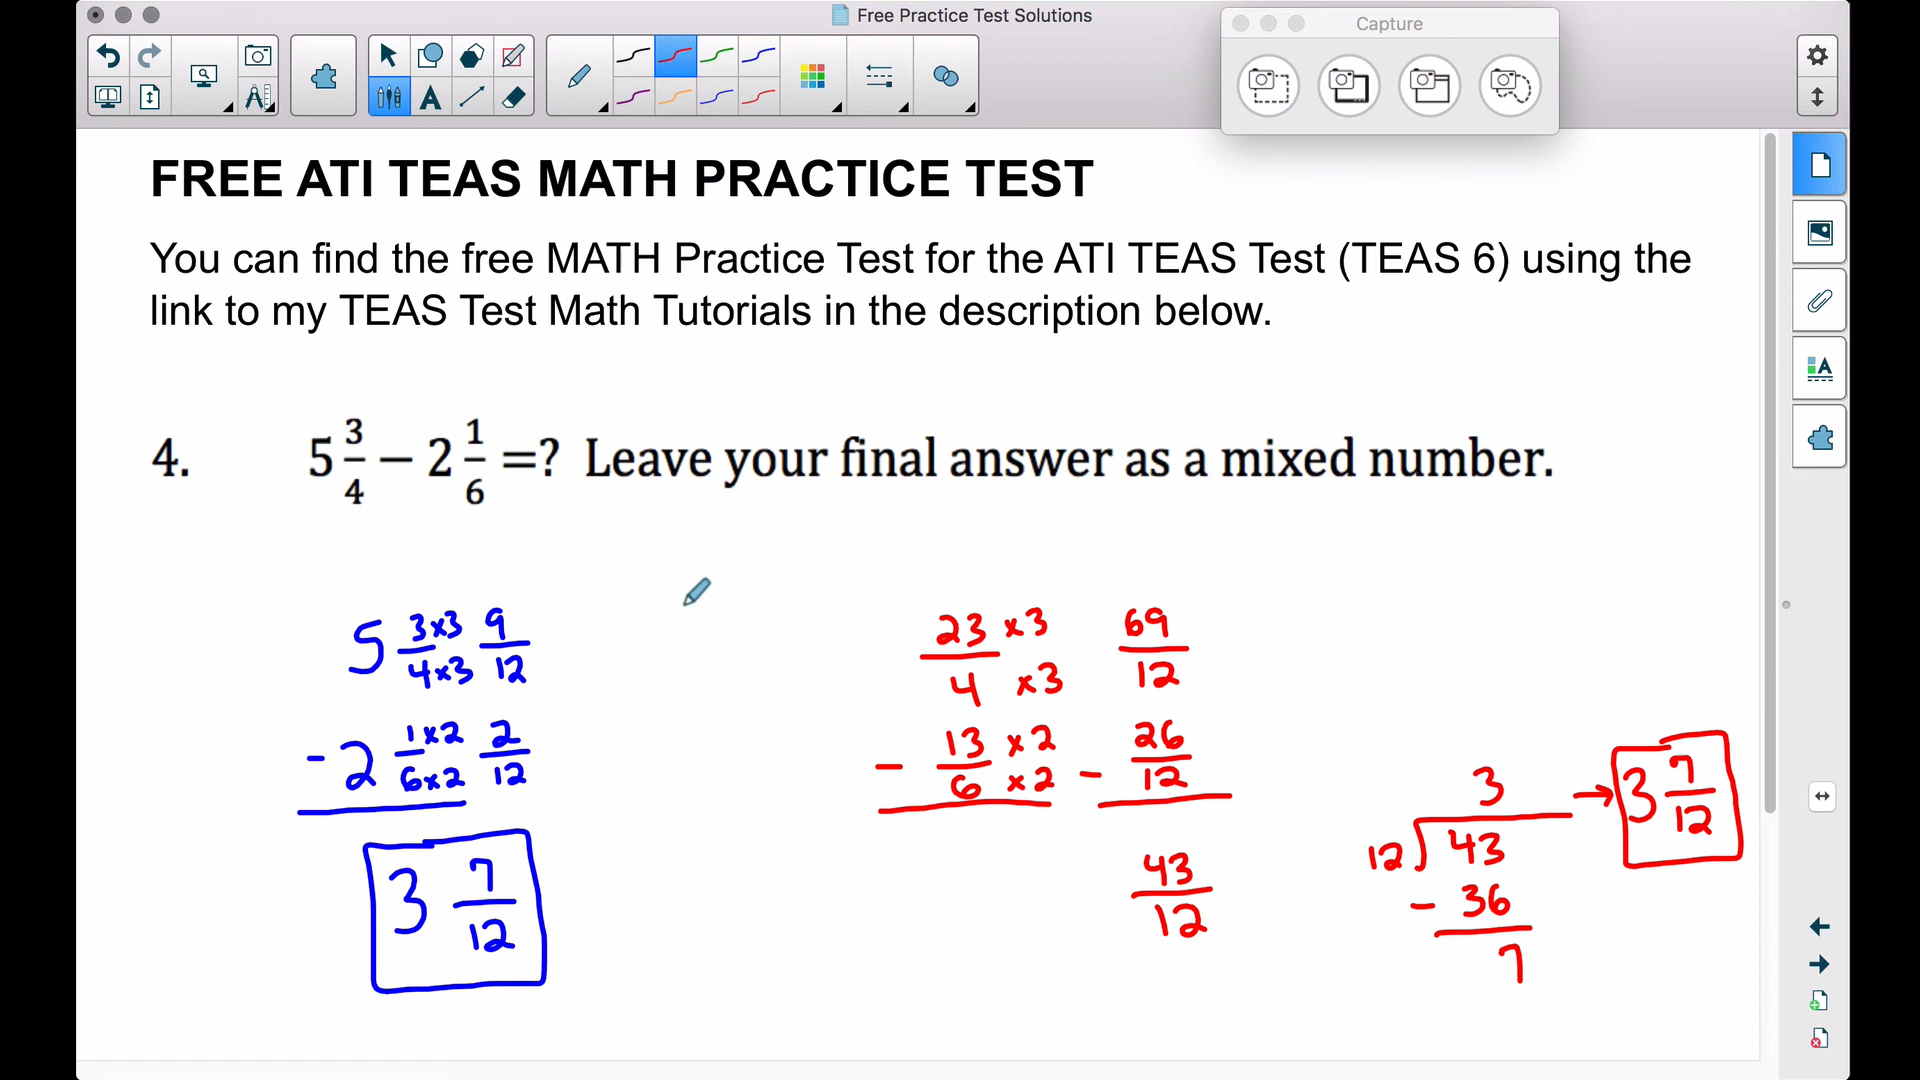 Free Practice Test Solutions
Capture
FREE ATI TEAS MATH PRACTICE TEST
You can find the free MATH Practice Test for the ATI TEAS Test (TEAS 6) using the
link to my TEAS Test Math Tutorials in the description below.
4. 5 3/4 − 2 1/6 =? Leave your final answer as a mixed number.
5 3×3/4×3 9/12
- 2 1×2/6×2 2/12
3 7/12
23/4 ×3/×3 69/12
- 13/6 ×2/×2 - 26/12
43/12
3 → 3 7/12
12)43
- 36
7